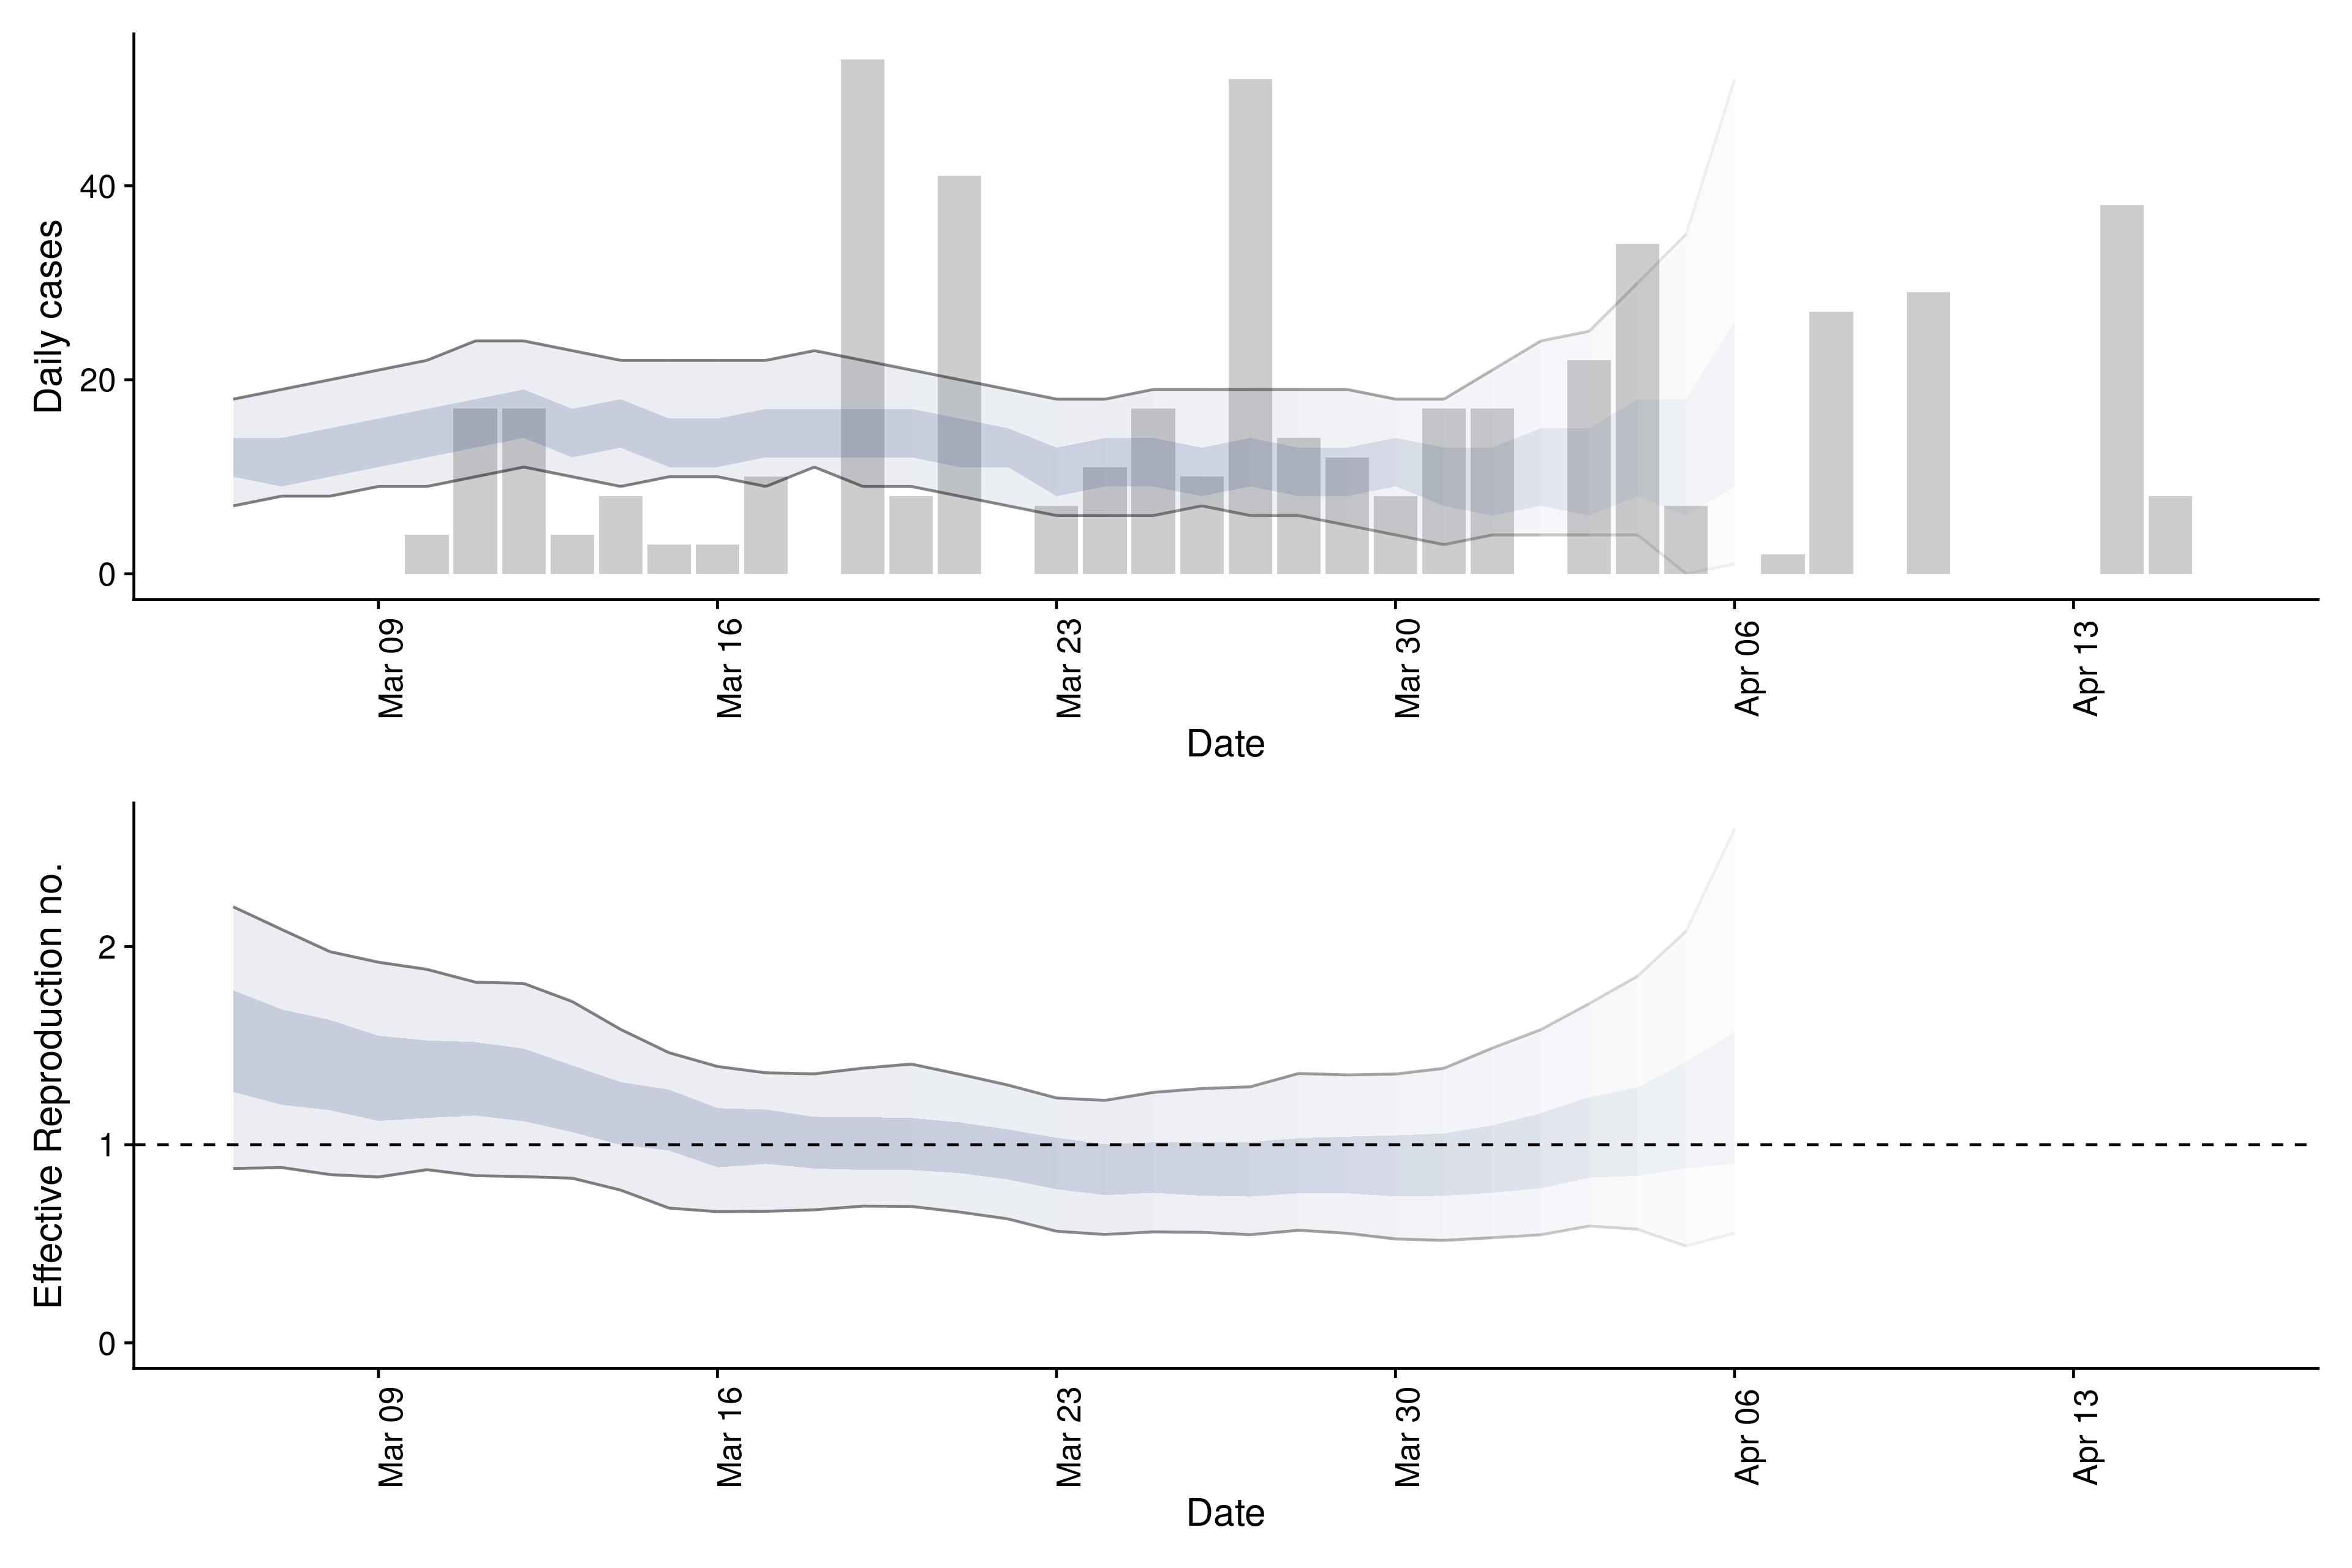 Daily cases
40
20
0
Mar 09
Mar 16
Mar 23
Mar 30
Apr 06
Apr 13
Date
Effective Reproduction no.
2
1
0
Mar 09
Mar 16
Mar 23
Mar 30
Apr 06
Apr 13
Date